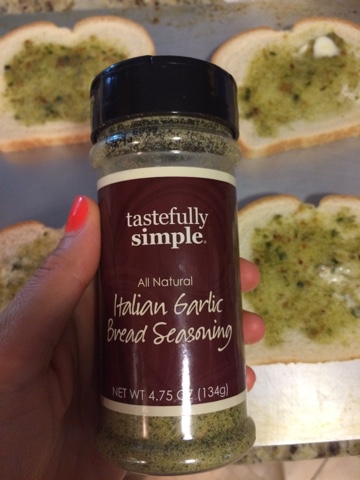 tastefully
simple®
All Natural
Italian Garlic
Bread Seasoning
NET WT 4.75 OZ (134g)